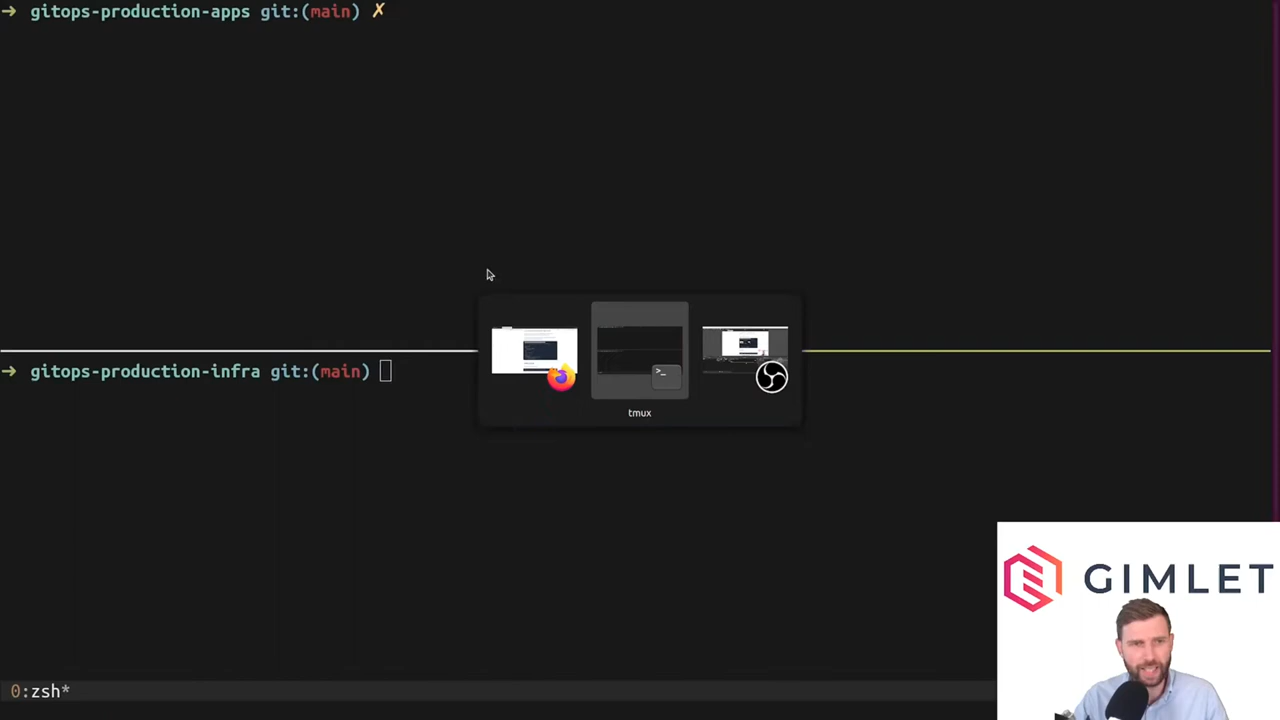 ➜ gitops-production-apps git:(main) ✗
➜ gitops-production-infra git:(main)
>_
tmux
GIMLET
0:zsh*